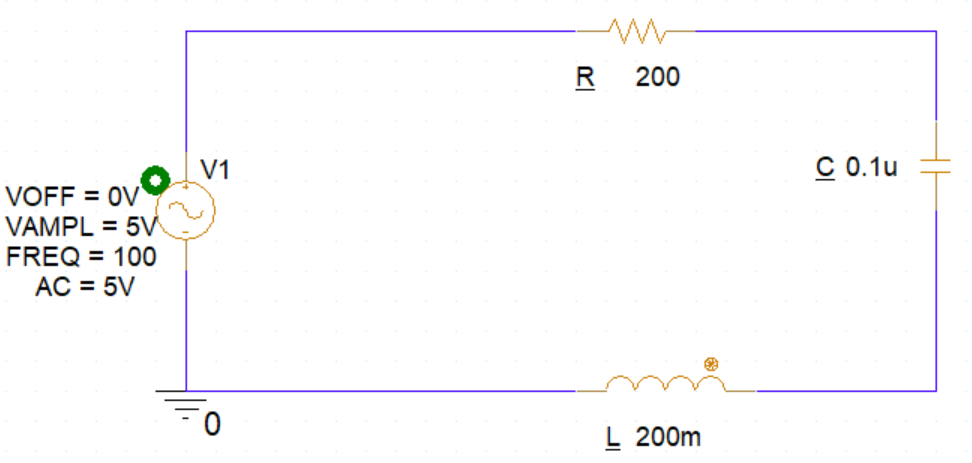 R 200
V1
C 0.1u
VOFF = 0V
VAMPL = 5V
FREQ = 100
AC = 5V
0
L 200m